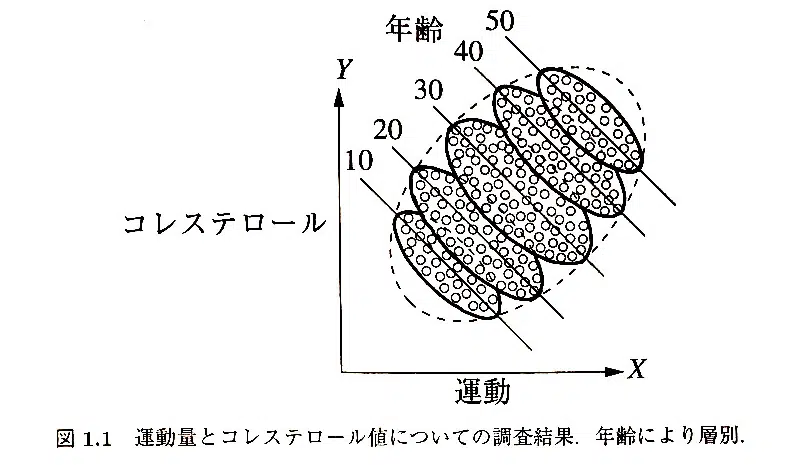 年齢
50
40
30
20
10
Y
コレステロール
X
運動
図 1.1 運動量とコレステロール値についての調査結果. 年齢により層別.